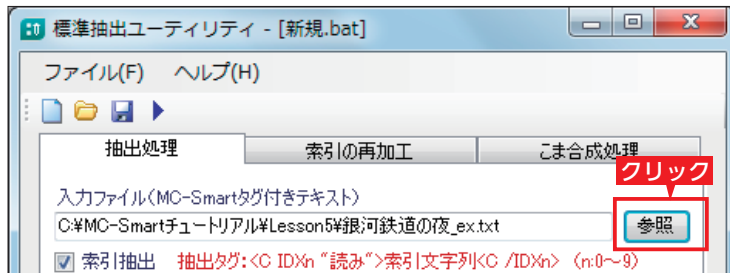 標準抽出ユーティリティ - [新規.bat]
ファイル(F) ヘルプ(H)
抽出処理 索引の再加工 こま合成処理
クリック
入力ファイル(MC-Smartタグ付きテキスト)
C:¥MC-Smartチュートリアル¥Lesson5¥銀河鉄道の夜_ex.txt 参照
索引抽出 抽出タグ:<C IDXn “読み“>索引文字列<C /IDXn> (n:0~9)